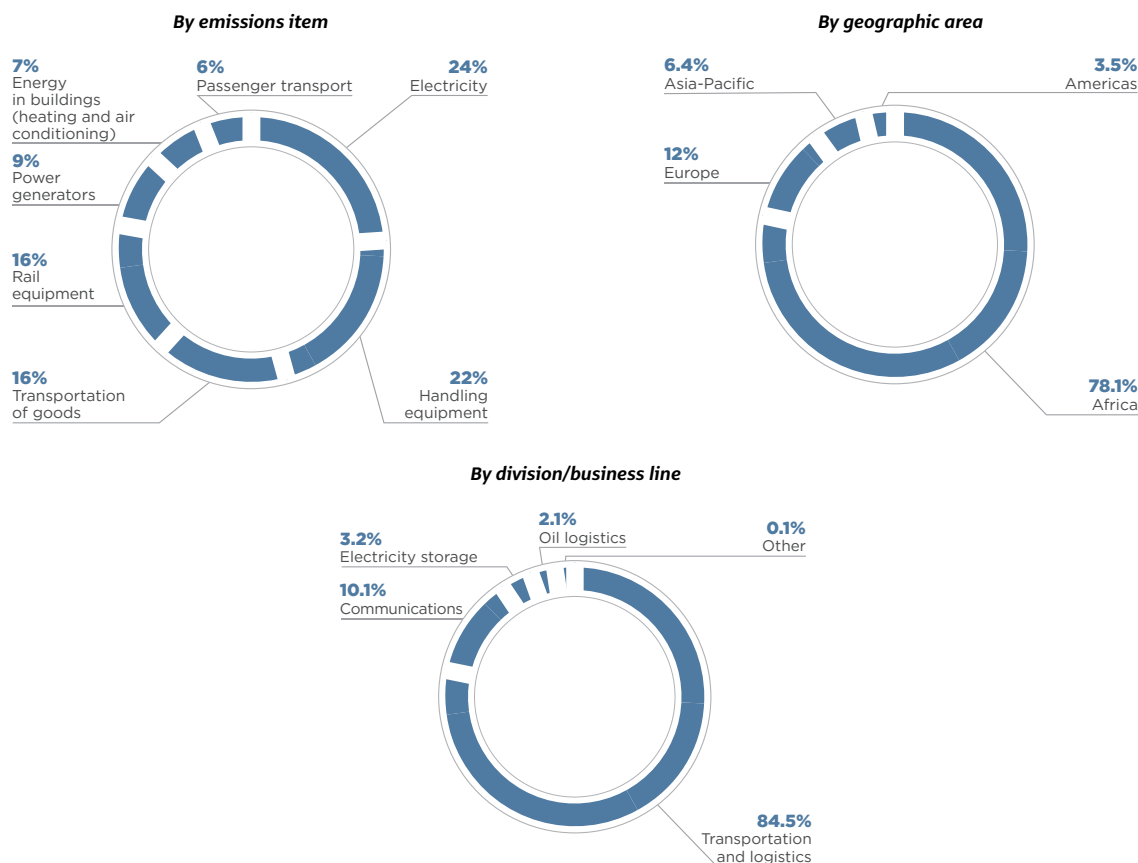 By emissions item
7%
Energy
in buildings
(heating and air
conditioning)
6%
Passenger transport
24%
Electricity
9%
Power
generators
16%
Rail
equipment
16%
Transportation
of goods
22%
Handling
equipment
By geographic area
6.4%
Asia-Pacific
3.5%
Americas
12%
Europe
78.1%
Africa
By division/business line
3.2%
Electricity storage
2.1%
Oil logistics
0.1%
Other
10.1%
Communications
84.5%
Transportation
and logistics